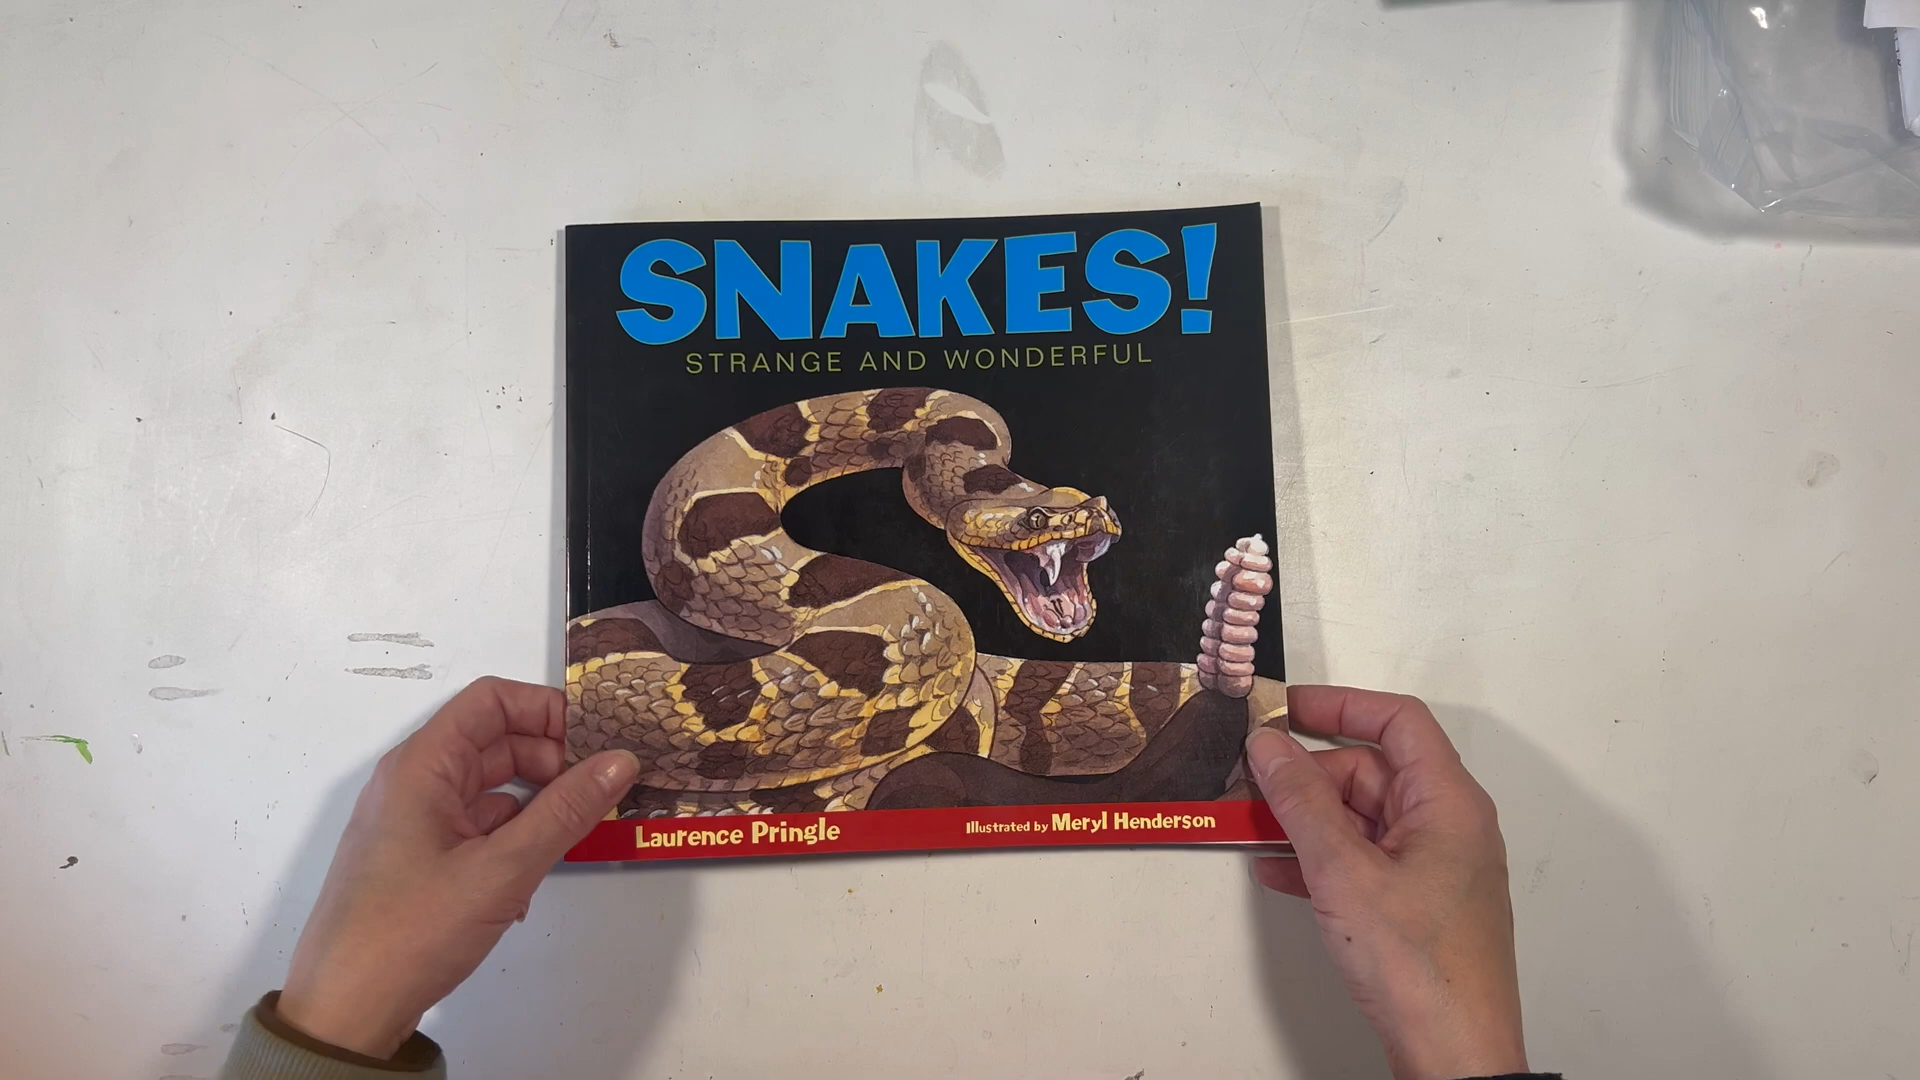 SNAKES!
STRANGE AND WONDERFUL
Laurence Pringle
Illustrated by Meryl Henderson